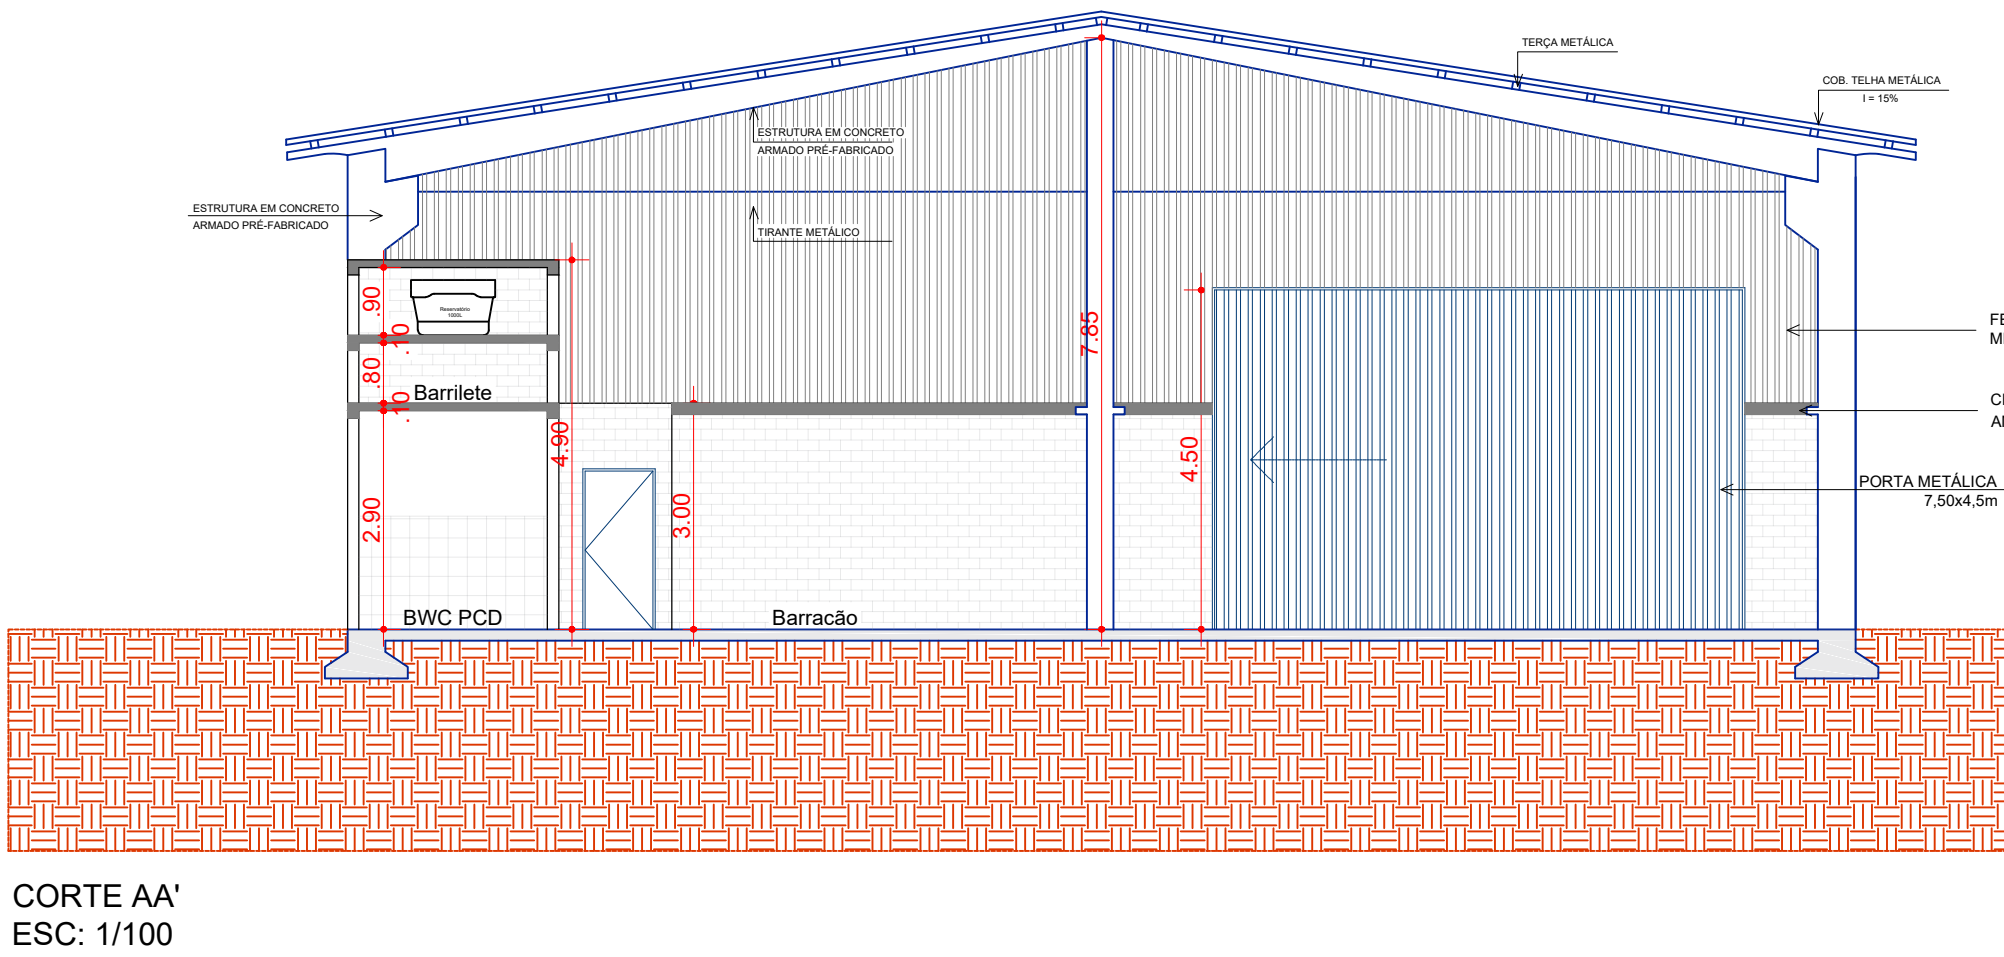 TERÇA METÁLICA
COB. TELHA METÁLICA
I = 15%
ESTRUTURA EM CONCRETO
ARMADO PRÉ-FABRICADO
ESTRUTURA EM CONCRETO
ARMADO PRÉ-FABRICADO
TIRANTE METÁLICO
.90
Reservatório
1000L
.10
.80
Barrilete
.10
7.85
4.90
4.50
2.90
3.00
PORTA METÁLICA
7,50x4,5m
BWC PCD
Barracão
CORTE AA'
ESC: 1/100